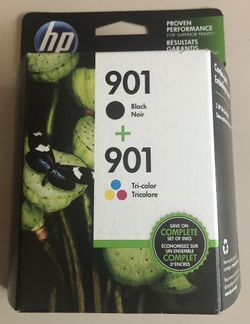 hp
PROVEN
PERFORMANCE
FOR SUPERIOR PRINTS
RÉSULTATS
GARANTIS
901
Black
Noir
+
901
Tri-color
Tricolore
SAVE ON
COMPLETE
SET OF INKS
ÉCONOMISEZ SUR
UN ENSEMBLE
COMPLET
D'ENCRES